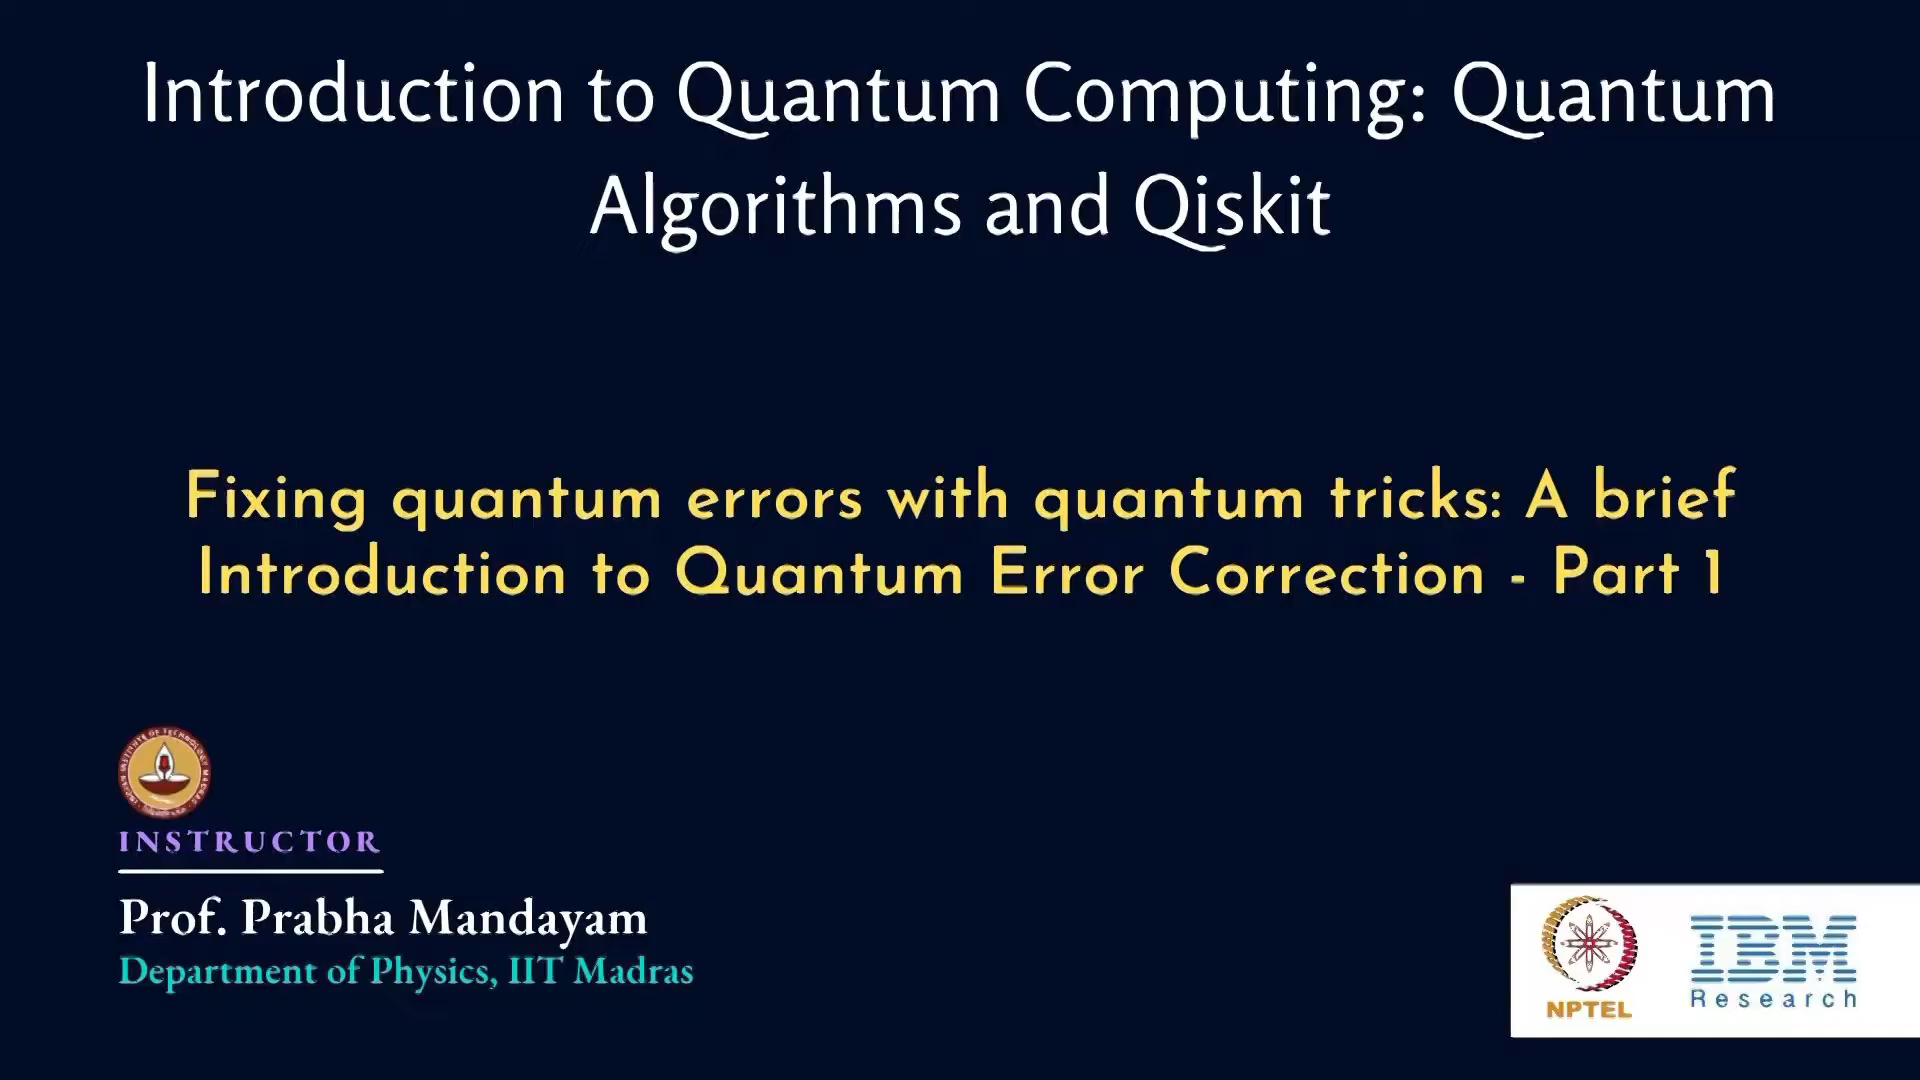 Introduction to Quantum Computing: Quantum
Algorithms and Qiskit
Fixing quantum errors with quantum tricks: A brief
Introduction to Quantum Error Correction - Part 1
INSTRUCTOR
Prof. Prabha Mandayam
Department of Physics, IIT Madras
NPTEL
IBM
Research